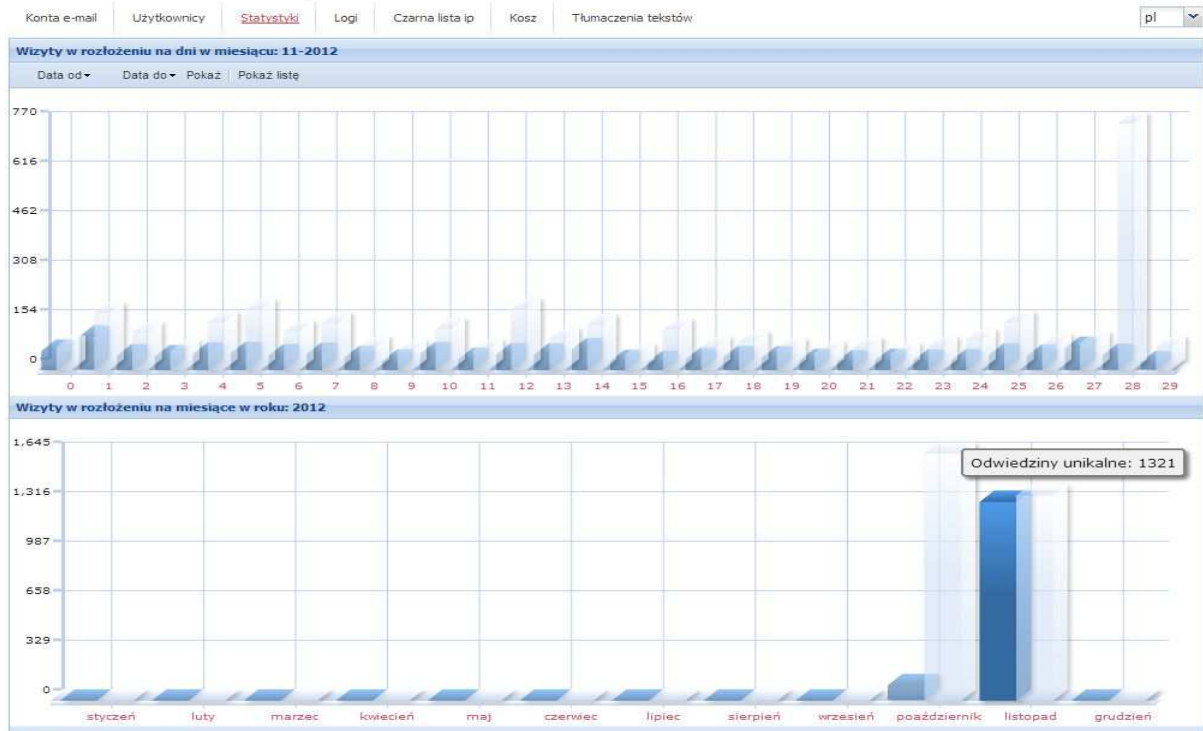 Konta e-mail Użytkownicy Statystyki Logi Czarna lista ip Kosz Tłumaczenia tekstów pl
Wizyty w rozłożeniu na dni w miesiącu: 11-2012
Data od Data do Pokaż Pokaż listę
770
616
462
308
154
0
0 1 2 3 4 5 6 7 8 9 10 11 12 13 14 15 16 17 18 19 20 21 22 23 24 25 26 27 28 29
Wizyty w rozłożeniu na miesiące w roku: 2012
1,645
Odwiedziny unikalne: 1321
1,316
987
658
329
0
styczeń luty marzec kwiecień maj czerwiec lipiec sierpień wrzesień poaździernik listopad grudzień